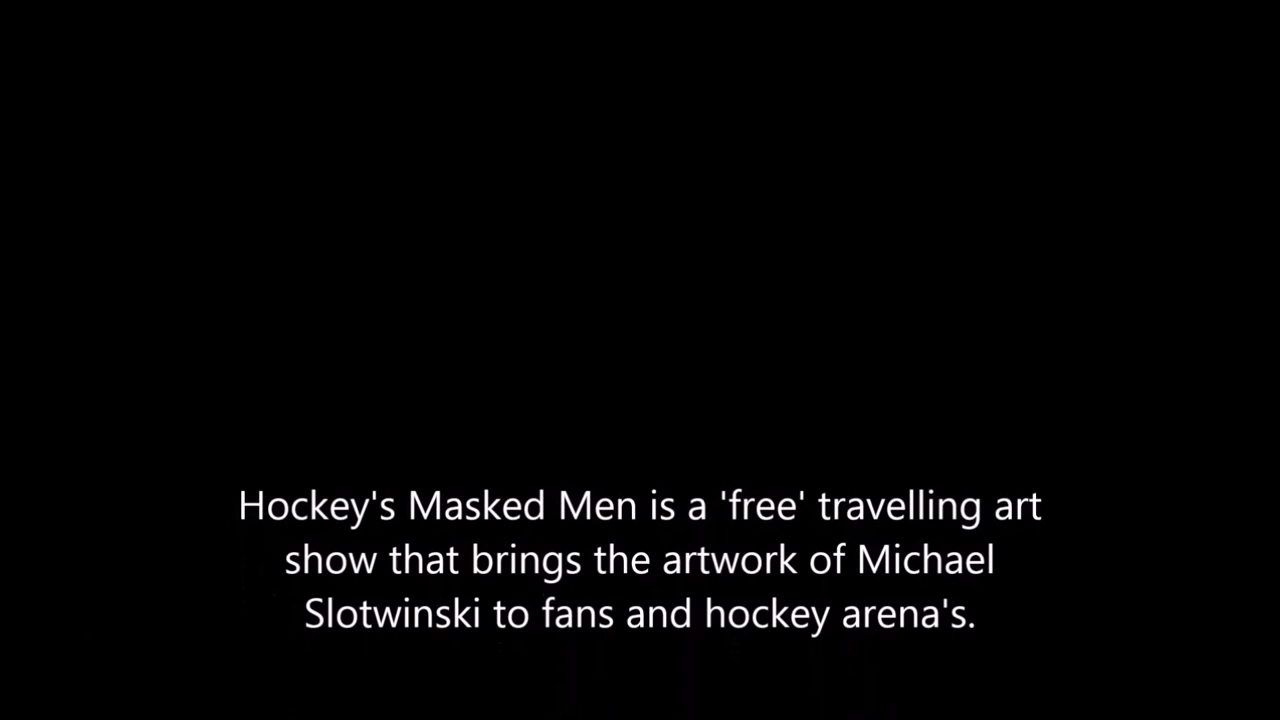 Hockey's Masked Men is a 'free' travelling art
show that brings the artwork of Michael
Slotwinski to fans and hockey arena's.